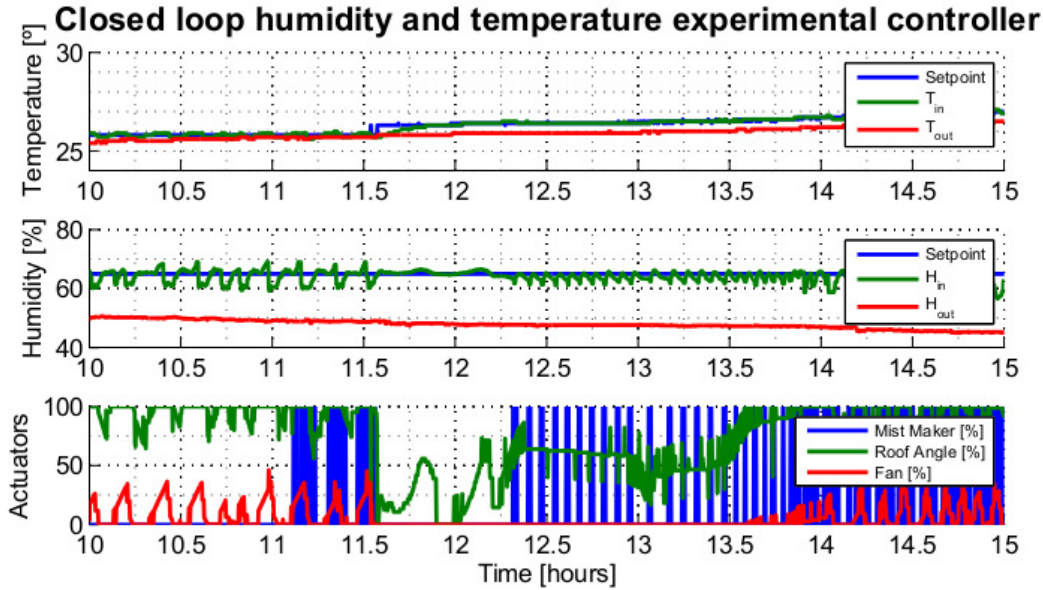 Closed loop humidity and temperature experimental controller
Temperature [º]
30
25
Setpoint
T_in
T_out
10 10.5 11 11.5 12 12.5 13 13.5 14 14.5 15
Humidity [%]
80
60
40
Setpoint
H_in
H_out
10 10.5 11 11.5 12 12.5 13 13.5 14 14.5 15
Actuators
100
50
0
Mist Maker [%]
Roof Angle [%]
Fan [%]
10 10.5 11 11.5 12 12.5 13 13.5 14 14.5 15
Time [hours]